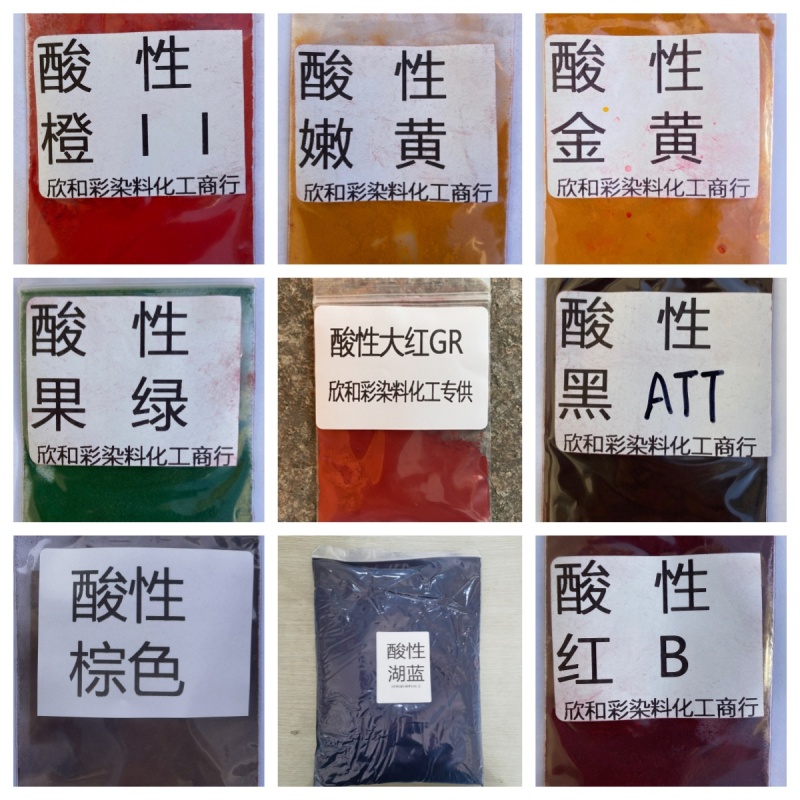 酸 性
橙 I I
欣和彩染料化工商行
酸 性
嫩 黄
欣和彩染料化工商行
酸 性
金 黄
欣和彩染料化工商行
酸 性
果 绿
欣和彩染料化工商行
酸性大红GR
欣和彩染料化工专供
酸 性
黑 ATT
欣和彩染料化工商行
酸性
棕色
酸性
湖蓝
酸 性
红 B
欣和彩染料化工商行